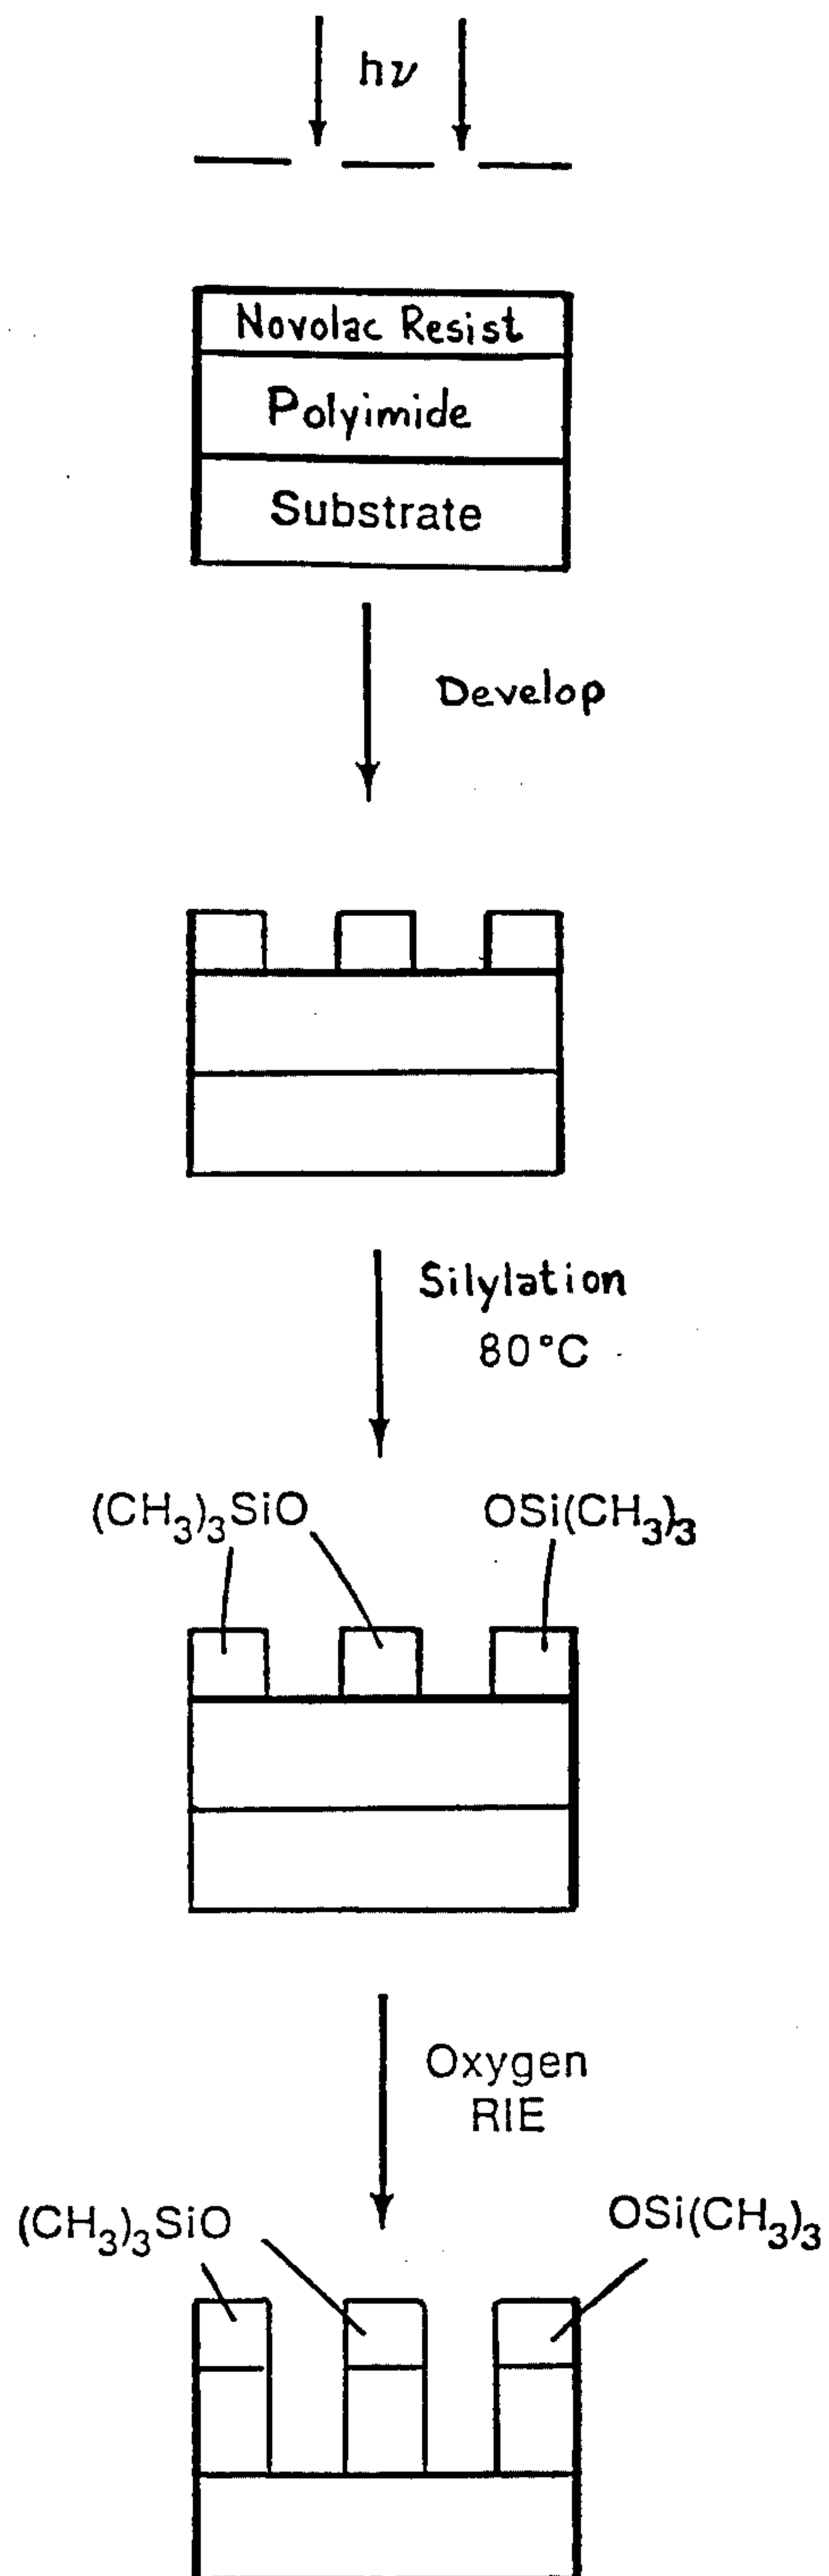 hν
Novolac Resist
Polyimide
Substrate
Develop
Silylation
80°C
(CH₃)₃SiO OSi(CH₃)₃
Oxygen
RIE
(CH₃)₃SiO OSi(CH₃)₃